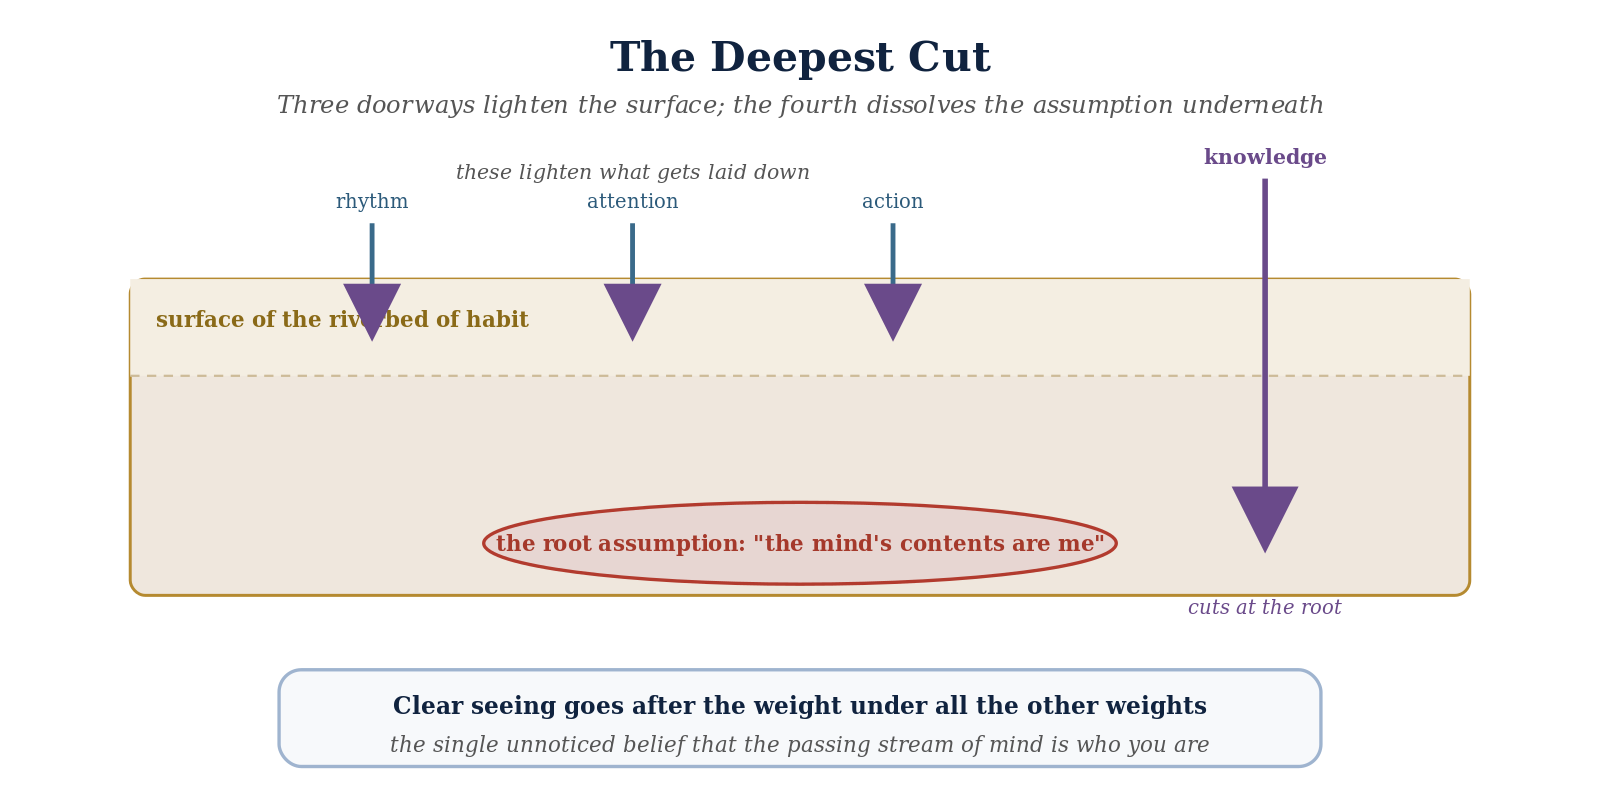 The Deepest Cut
Three doorways lighten the surface; the fourth dissolves the assumption underneath
knowledge
these lighten what gets laid down
rhythm
attention
action
surface of the riverbed of habit
the root assumption: "the mind's contents are me"
cuts at the root
Clear seeing goes after the weight under all the other weights
the single unnoticed belief that the passing stream of mind is who you are